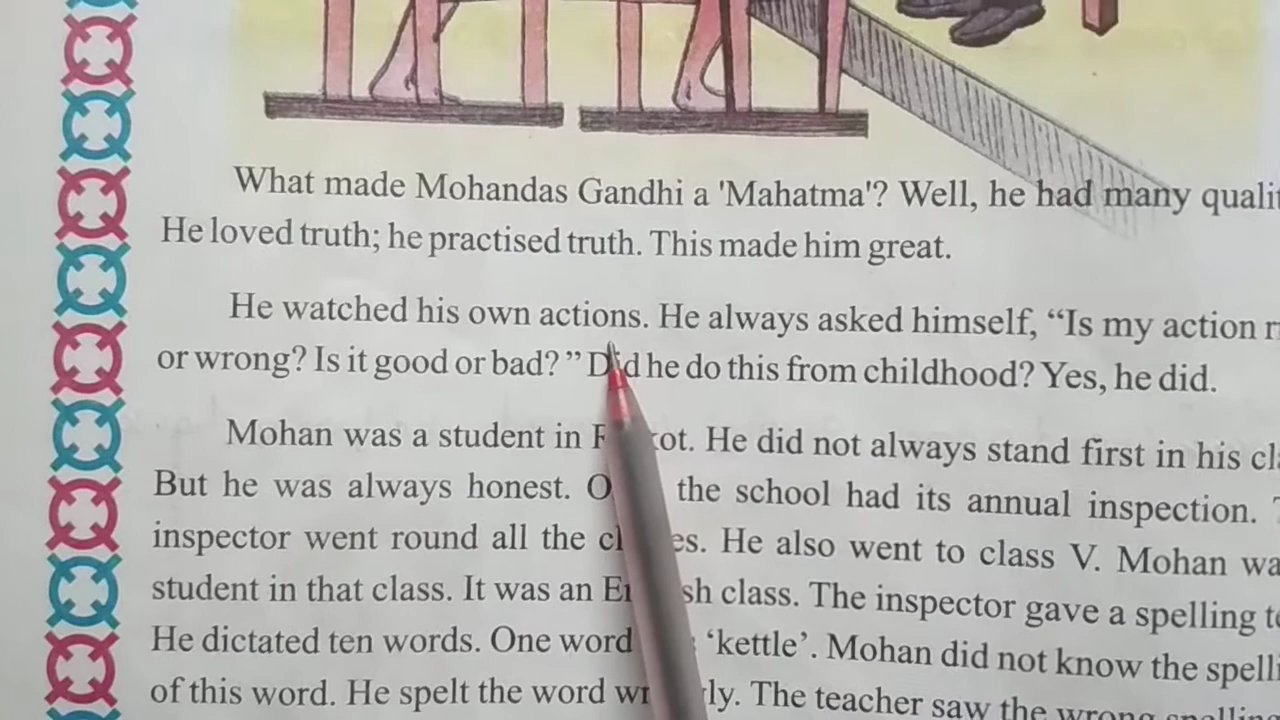 What made Mohandas Gandhi a 'Mahatma'? Well, he had many
He loved truth; he practised truth. This made him great.
He watched his own actions. He always asked himself, “Is my action
or wrong? Is it good or bad?” Did he do this from childhood? Yes, he did.
Mohan was a student in He did not always stand first in his
But he was always honest. the school had its annual inspection.
inspector went round all the He also went to class V. Mohan
student in that class. It was an class. The inspector gave a spelling
He dictated ten words. One word ‘kettle’. Mohan did not know the
of this word. He spelt the word The teacher saw the wrong